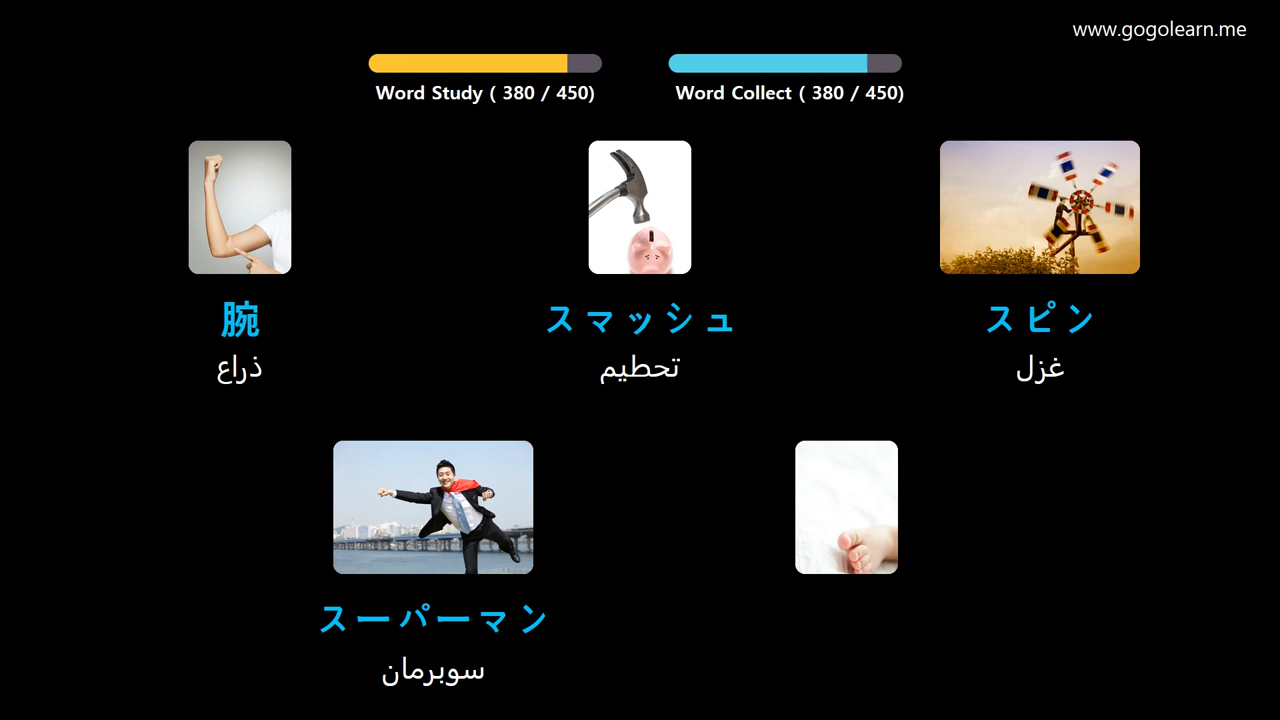 www.gogolearn.me
Word Study ( 380 / 450)
Word Collect ( 380 / 450)
腕
ذراع
スマッシュ
تحطيم
スピン
غزل
スーパーマン
سوبرمان